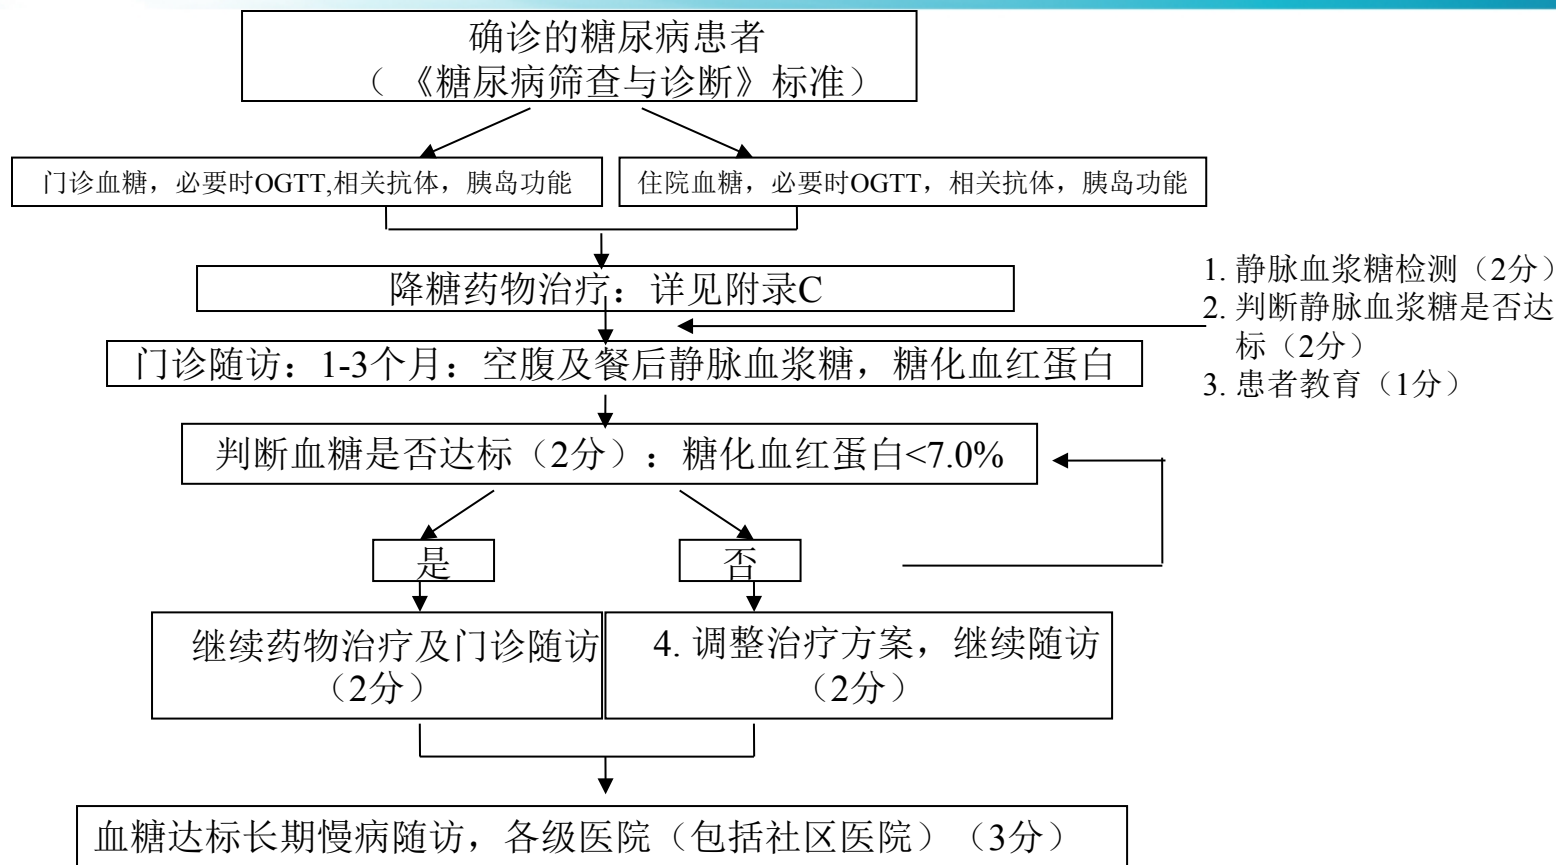 确诊的糖尿病患者
（《糖尿病筛查与诊断》标准）
门诊血糖，必要时OGTT,相关抗体，胰岛功能
住院血糖，必要时OGTT，相关抗体，胰岛功能
降糖药物治疗：详见附录C
1. 静脉血浆糖检测（2分）
2. 判断静脉血浆糖是否达
标（2分）
3. 患者教育（1分）
门诊随访：1-3个月：空腹及餐后静脉血浆糖，糖化血红蛋白
判断血糖是否达标（2分）：糖化血红蛋白<7.0%
是
否
继续药物治疗及门诊随访
（2分）
4. 调整治疗方案，继续随访
（2分）
血糖达标长期慢病随访，各级医院（包括社区医院）（3分）